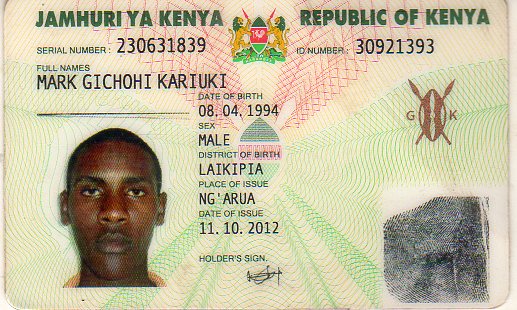 JAMHURI YA KENYA REPUBLIC OF KENYA
SERIAL NUMBER: 230631839 ID NUMBER: 30921393
FULL NAMES
MARK GICHOHI KARIUKI
DATE OF BIRTH
08.04.1994
SEX
MALE
G K
DISTRICT OF BIRTH
LAIKIPIA
PLACE OF ISSUE
NG'ARUA
DATE OF ISSUE
11.10.2012
HOLDER'S SIGN.